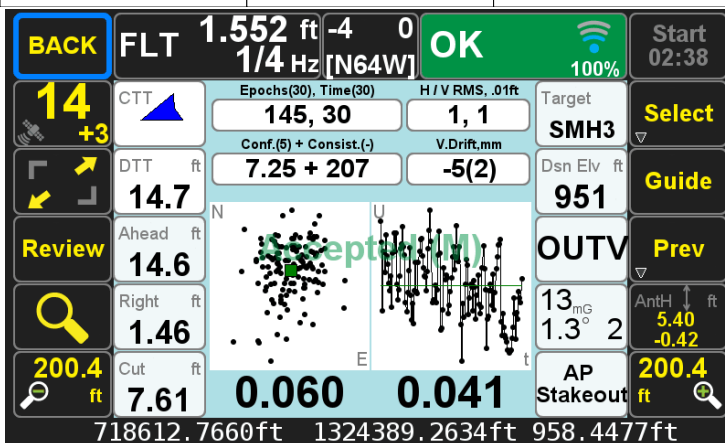 BACK
FLT
1.552 ft
1/4 Hz
-4 0
[N64W]
OK
100%
Start
02:38
14
+3
CTT
Epochs(30), Time(30)
145, 30
H / V RMS, .01ft
1, 1
Target
SMH3
Select
DTT ft
14.7
Conf.(5) + Consist.(-)
7.25 + 207
V.Drift,mm
-5(2)
Dsn Elv ft
951
Guide
Review
Ahead ft
14.6
N
U
Accepted (M)
E
t
OUTV
Prev
Right ft
1.46
13mG
1.3° 2
AntH ft
5.40
-0.42
200.4
ft
Cut ft
7.61
0.060
0.041
AP
Stakeout
200.4
ft
718612.7660ft 1324389.2634ft 958.4477ft